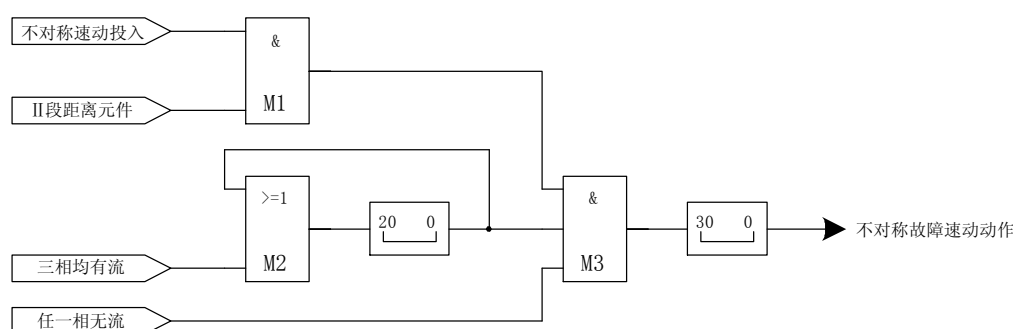 不对称速动投入
&
M1
Ⅱ段距离元件
>=1
M2
20 0
&
M3
30 0
不对称故障速动动作
三相均有流
任一相无流